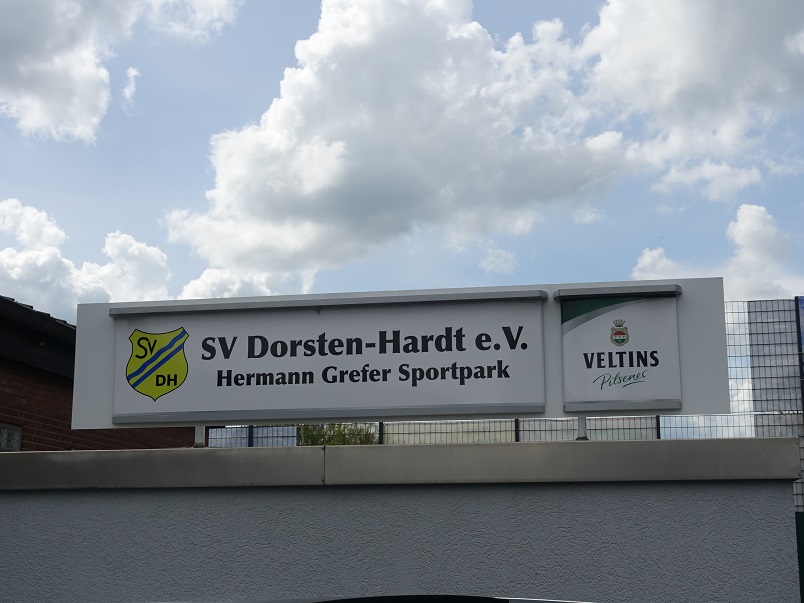 SV
DH
SV Dorsten-Hardt e.V.
Hermann Grefer Sportpark
VELTINS
Pilsener